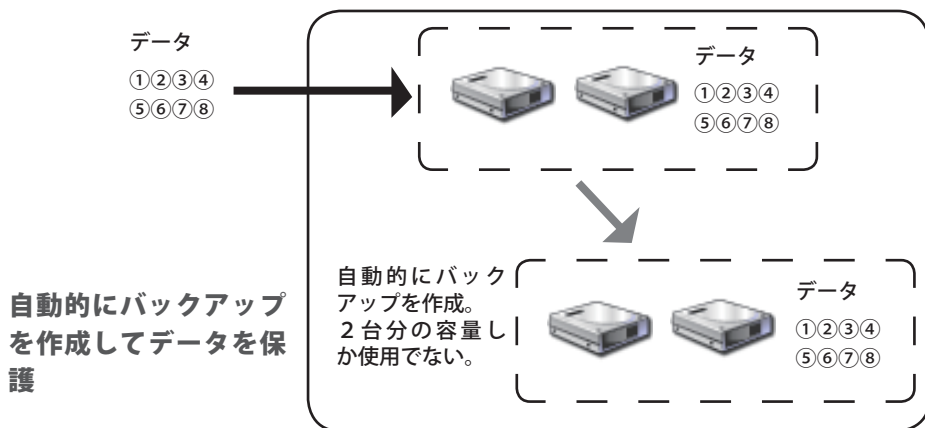 データ
①②③④
⑤⑥⑦⑧
データ
①②③④
⑤⑥⑦⑧
自動的にバック
アップを作成。
２台分の容量し
か使用でない。
データ
①②③④
⑤⑥⑦⑧
自動的にバックアップ
を作成してデータを保
護